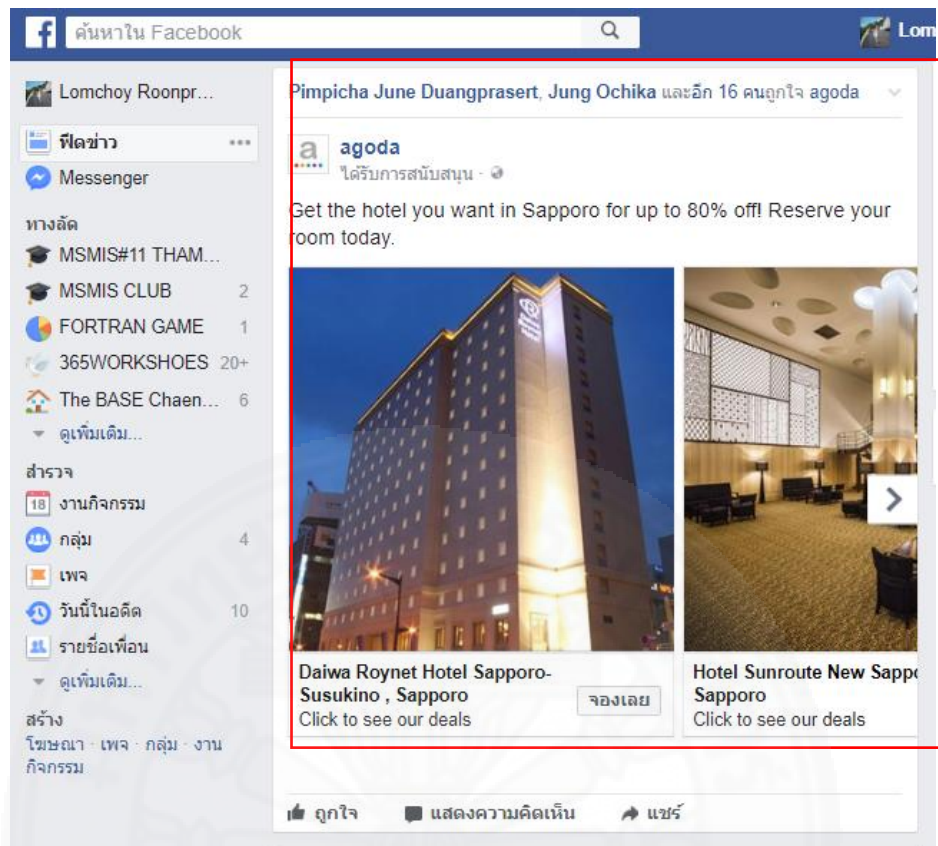 ค้นหาใน Facebook
Lom
Lomchoy Roonpr...
ฟีดข่าว
Messenger
ทางลัด
MSMIS#11 THAM...
MSMIS CLUB 2
FORTRAN GAME 1
365WORKSHOES 20+
The BASE Chaen... 6
ดูเพิ่มเติม...
สำรวจ
18 งานกิจกรรม
กลุ่ม 4
เพจ
วันนี้ในอดีต 10
รายชื่อเพื่อน
ดูเพิ่มเติม...
สร้าง
โฆษณา · เพจ · กลุ่ม · งาน
กิจกรรม
Pimpicha June Duangprasert, Jung Ochika และอีก 16 คนถูกใจ agoda
a agoda
ได้รับการสนับสนุน ·
Get the hotel you want in Sapporo for up to 80% off! Reserve your
room today.
Daiwa Roynet Hotel Sapporo-
Susukino , Sapporo
Click to see our deals
จองเลย
Hotel Sunroute New Sappo
Sapporo
Click to see our deals
ถูกใจ แสดงความคิดเห็น แชร์